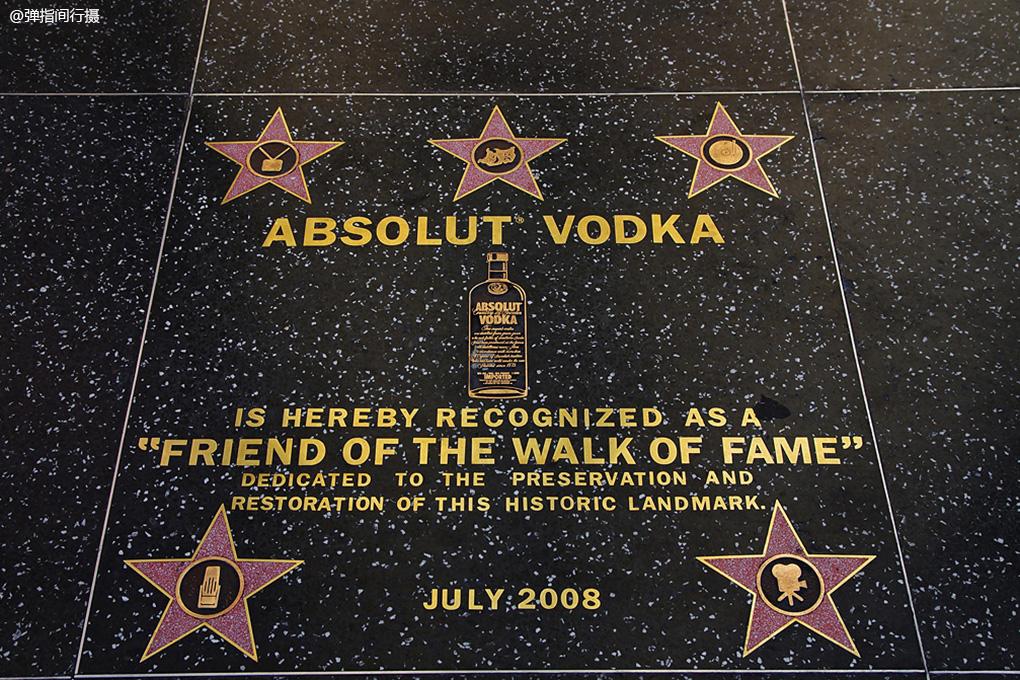 @弹指间行摄
ABSOLUT® VODKA
ABSOLUT
VODKA
IMPORTED
IS HEREBY RECOGNIZED AS A
“FRIEND OF THE WALK OF FAME”
DEDICATED TO THE PRESERVATION AND
RESTORATION OF THIS HISTORIC LANDMARK.
JULY 2008